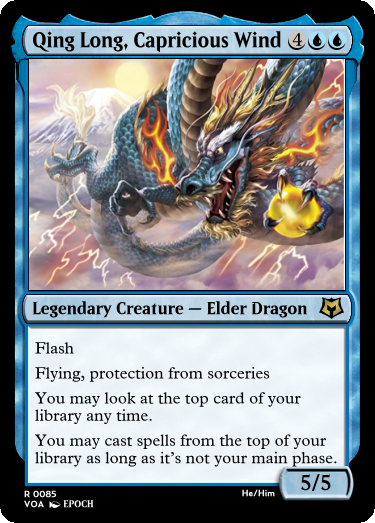 Qing Long, Capricious Wind 4
Legendary Creature — Elder Dragon
Flash
Flying, protection from sorceries
You may look at the top card of your
library any time.
You may cast spells from the top of your
library as long as it's not your main phase.
5/5
R 0085
He/Him
VOA EPOCH